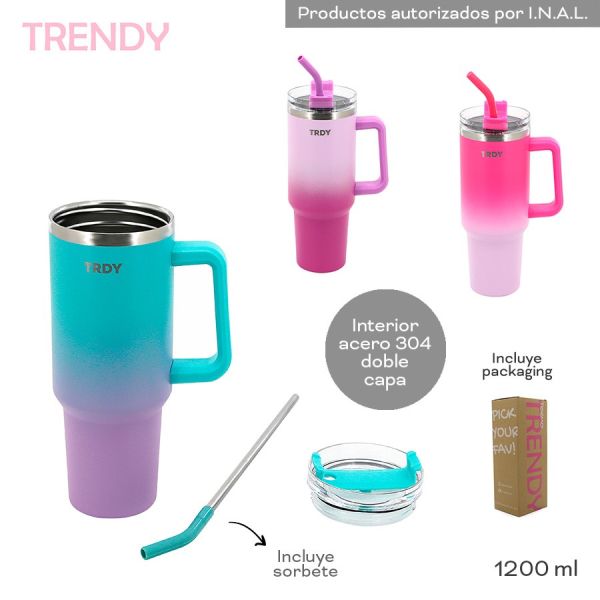 TRENDY
Productos autorizados por I.N.A.L.
TRDY
TRDY
TRDY
Interior
acero 304
doble
capa
Incluye
packaging
PICK
YOUR
FAV!
TRENDY
Incluye
sorbete
1200 ml